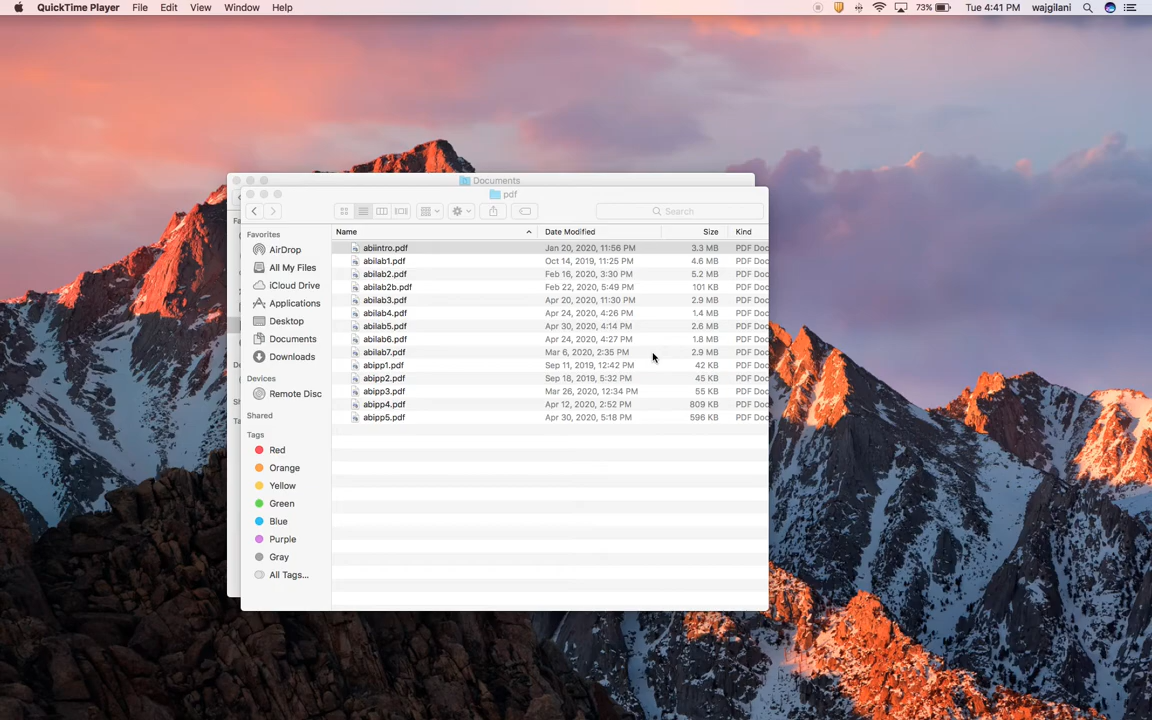 QuickTime Player File Edit View Window Help 73% Tue 4:41 PM wajgilani
Documents
pdf
Search
Favorites
AirDrop
All My Files
iCloud Drive
Applications
Desktop
Documents
Downloads
Devices
Remote Disc
Shared
Tags
Red
Orange
Yellow
Green
Blue
Purple
Gray
All Tags...
Name Date Modified Size Kind
abiintro.pdf Jan 20, 2020, 11:56 PM 3.3 MB PDF Doc
abilab1.pdf Oct 14, 2019, 11:25 PM 4.6 MB PDF Doc
abilab2.pdf Feb 16, 2020, 3:30 PM 5.2 MB PDF Doc
abilab2b.pdf Feb 22, 2020, 5:49 PM 101 KB PDF Doc
abilab3.pdf Apr 20, 2020, 11:30 PM 2.9 MB PDF Doc
abilab4.pdf Apr 24, 2020, 4:26 PM 1.4 MB PDF Doc
abilab5.pdf Apr 30, 2020, 4:14 PM 2.6 MB PDF Doc
abilab6.pdf Apr 24, 2020, 4:27 PM 1.8 MB PDF Doc
abilab7.pdf Mar 6, 2020, 2:35 PM 2.9 MB PDF Doc
abipp1.pdf Sep 11, 2019, 12:42 PM 42 KB PDF Doc
abipp2.pdf Sep 18, 2019, 5:32 PM 45 KB PDF Doc
abipp3.pdf Mar 26, 2020, 12:34 PM 55 KB PDF Doc
abipp4.pdf Apr 12, 2020, 2:52 PM 809 KB PDF Doc
abipp5.pdf Apr 30, 2020, 5:18 PM 596 KB PDF Doc